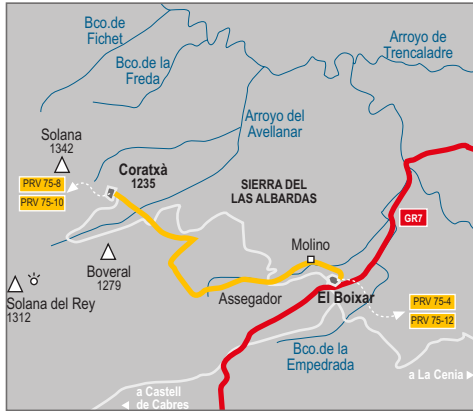 Bco.de
Fichet
Bco.de la
Freda
Arroyo de
Trencaladre
Arroyo del
Avellanar
Solana
1342
PRV 75-8
PRV 75-10
Coratxà
1235
SIERRA DEL
LAS ALBARDAS
GR7
Molino
Boveral
1279
Solana del Rey
1312
Assegador
El Boixar
PRV 75-4
PRV 75-12
Bco.de la
Empedrada
a La Cenia
a Castell
de Cabres